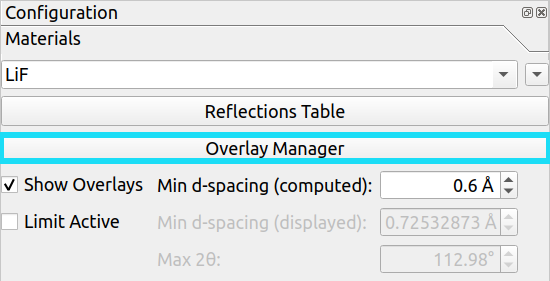 Configuration
Materials
LiF
Reflections Table
Overlay Manager
Show Overlays Min d-spacing (computed): 0.6 Å
Limit Active Min d-spacing (displayed): 0.72532873 Å
Max 2θ: 112.98°